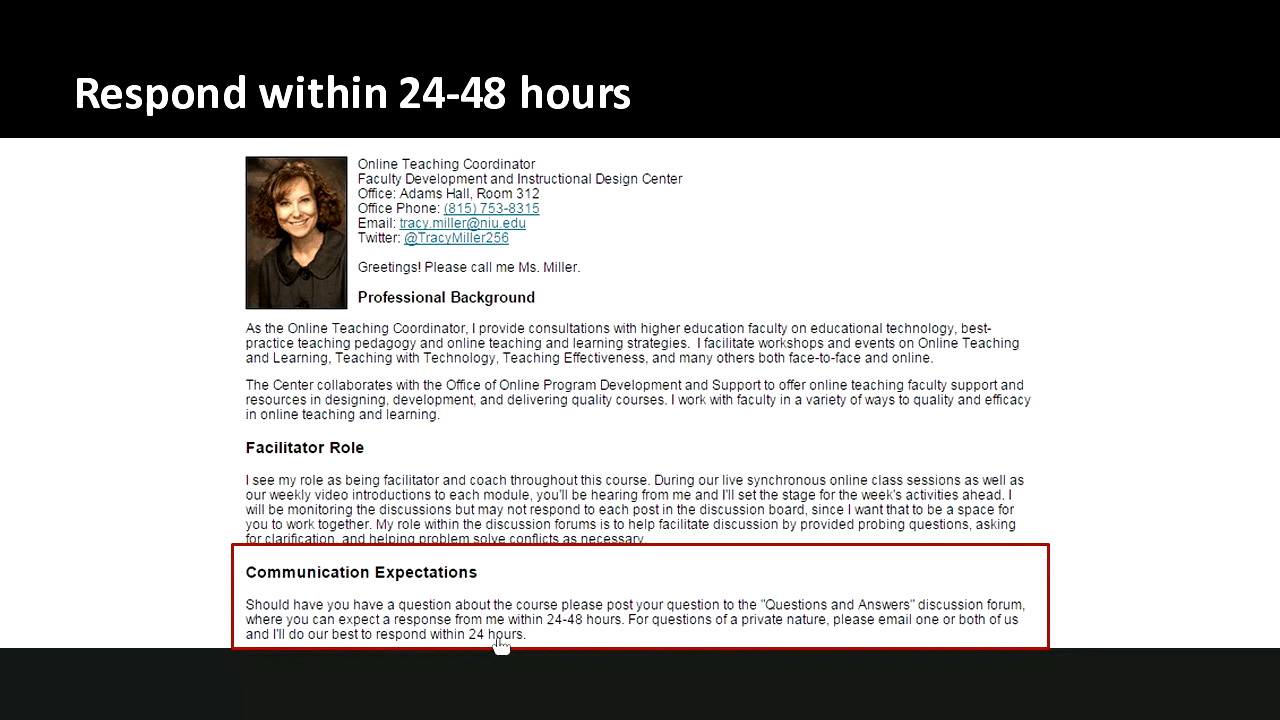 Respond within 24-48 hours
Online Teaching Coordinator
Faculty Development and Instructional Design Center
Office: Adams Hall, Room 312
Office Phone: (815) 753-8315
Email: tracy.miller@niu.edu
Twitter: @TracyMiller256
Greetings! Please call me Ms. Miller.
Professional Background
As the Online Teaching Coordinator, I provide consultations with higher education faculty on educational technology, best-
practice teaching pedagogy and online teaching and learning strategies.  I facilitate workshops and events on Online Teaching
and Learning, Teaching with Technology, Teaching Effectiveness, and many others both face-to-face and online.
The Center collaborates with the Office of Online Program Development and Support to offer online teaching faculty support and
resources in designing, development, and delivering quality courses. I work with faculty in a variety of ways to quality and efficacy
in online teaching and learning.
Facilitator Role
I see my role as being facilitator and coach throughout this course. During our live synchronous online class sessions as well as
our weekly video introductions to each module, you'll be hearing from me and I'll set the stage for the week's activities ahead. I
will be monitoring the discussions but may not respond to each post in the discussion board, since I want that to be a space for
you to work together. My role within the discussion forums is to help facilitate discussion by provided probing questions, asking
for clarification, and helping problem solve conflicts as necessary.
Communication Expectations
Should have you have a question about the course please post your question to the "Questions and Answers" discussion forum,
where you can expect a response from me within 24-48 hours. For questions of a private nature, please email one or both of us
and I'll do our best to respond within 24 hours.